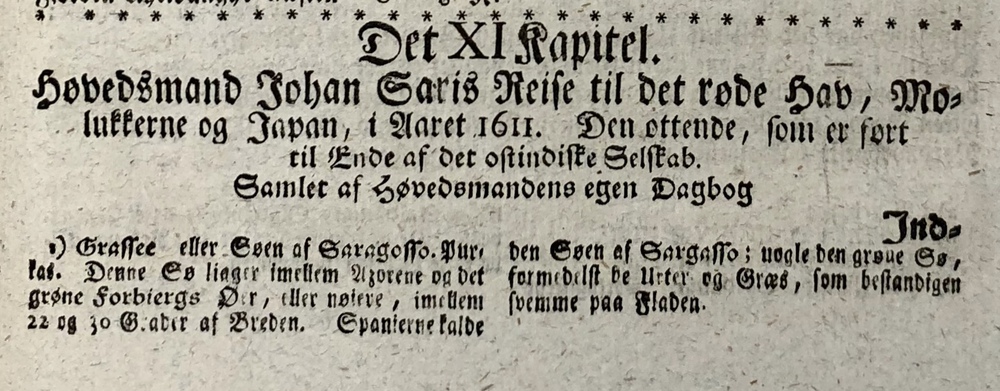 Det XI Kapitel.
Høvedsmand Johan Saris Reise til det røde Hav, Mo-
lukkerne og Japan, i Aaret 1611. Den ottende, som er ført
til Ende af det ostindiske Selskab.
Samlet af Høvedsmandens egen Dagbog
Ind-
1) Grassee eller Søen af Saragosso. Pur-
kas. Denne Sø ligger imellem Azorene og det
grøne Forbiergs Øer, eller nøiere, imellem
22 og 30 Grader af Breden. Spanierne kalde
den Søen af Sargasso; nogle den grøne Sø,
formedelst de Urter og Græs, som bestandigen
svemme paa Fladen.